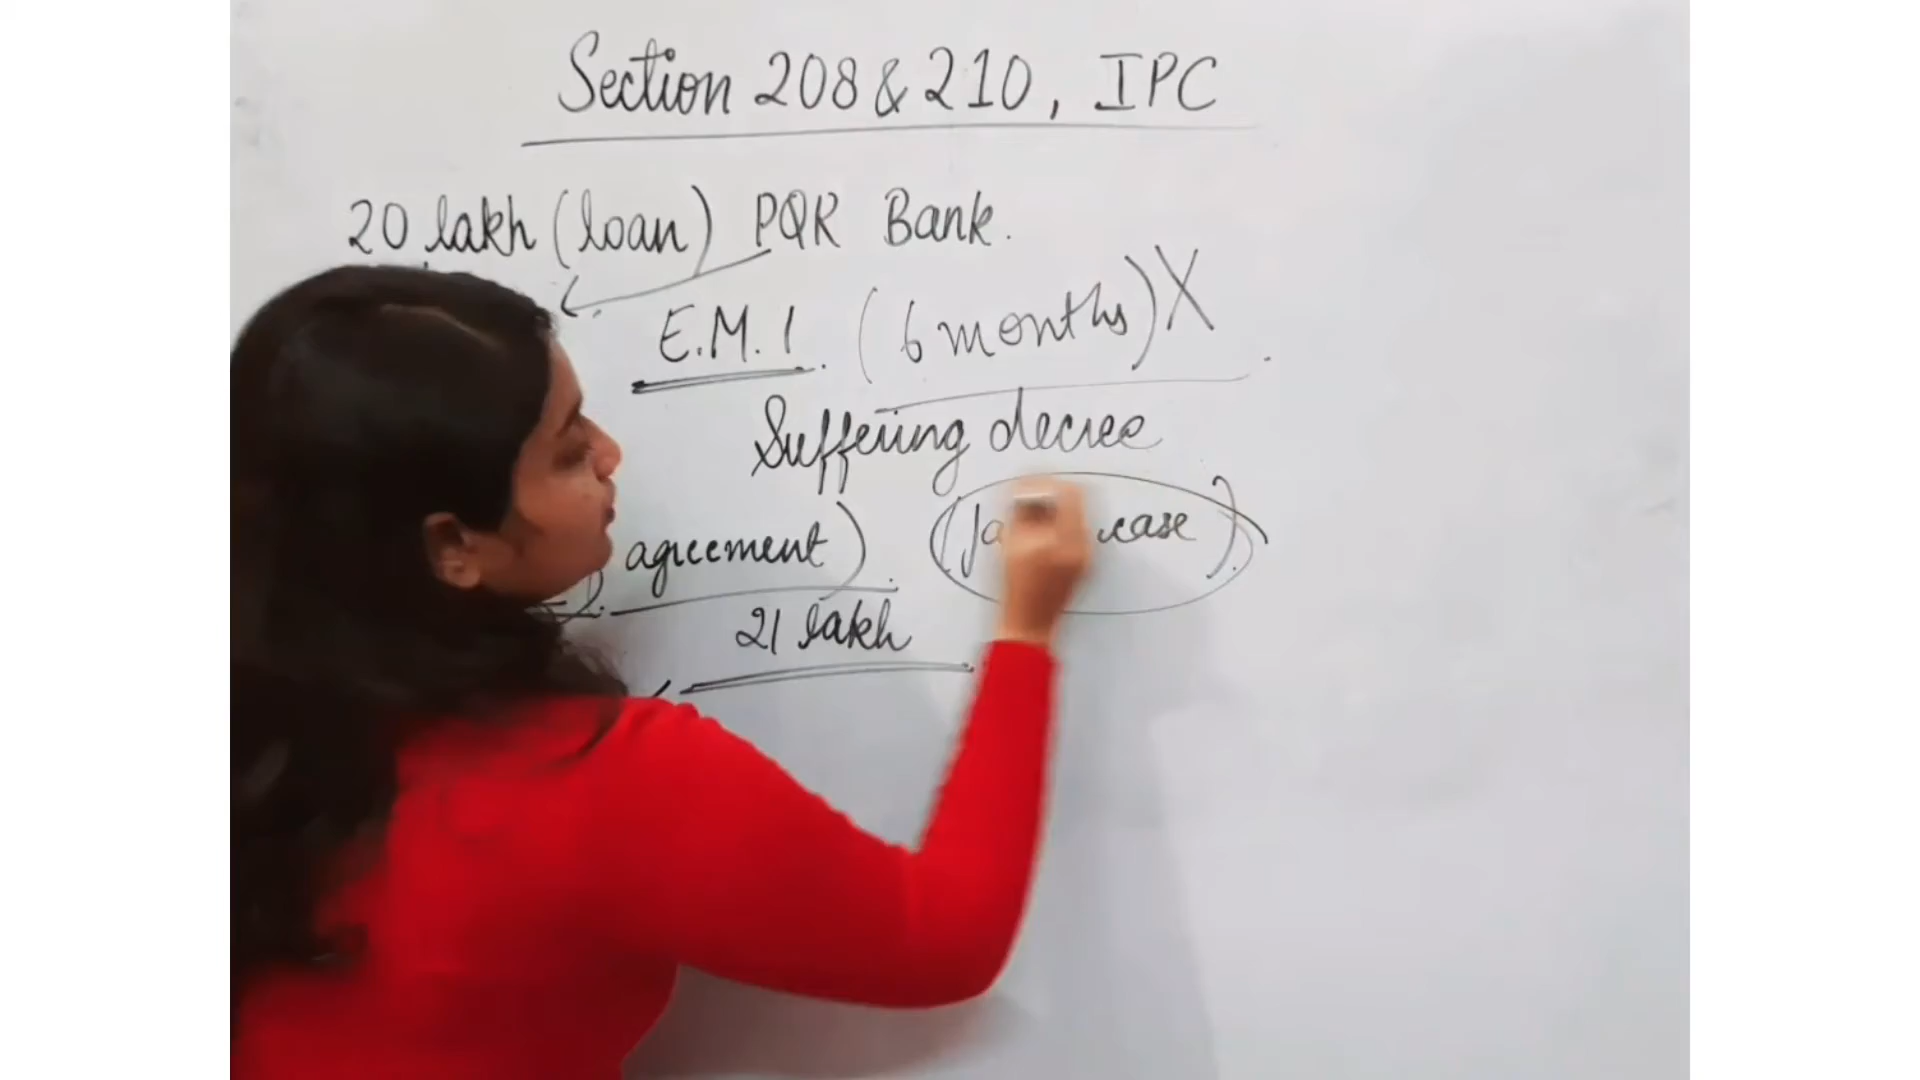 Section 208 & 210, IPC
20 lakh (loan) PQR Bank.
E.M.I. (6 months) X
Suffering decree
agreement). ( case ).
21 lakh